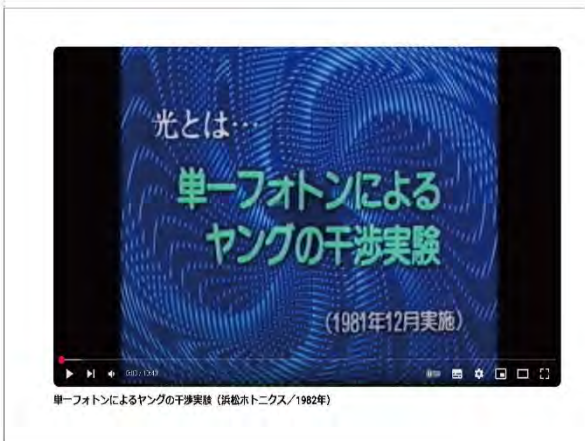 光とは…
単一フォトンによる
ヤングの干渉実験
(1981年12月実施)
単一フォトンによるヤングの干渉実験（浜松ホトニクス／1982年）